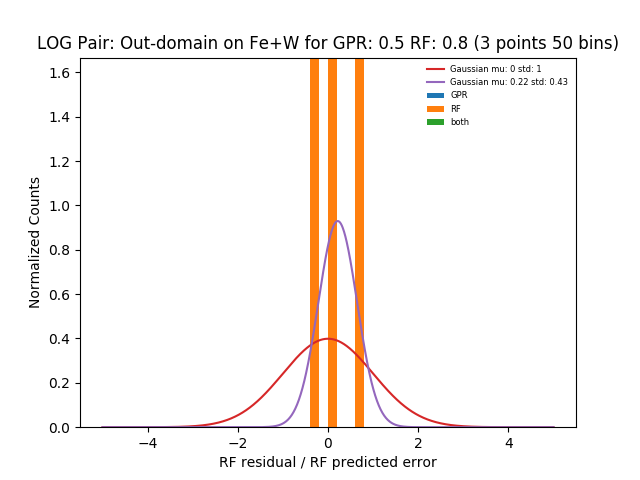 LOG Pair: Out-domain on Fe+W for GPR: 0.5 RF: 0.8 (3 points 50 bins)
Normalized Counts
1.6
1.4
1.2
1.0
0.8
0.6
0.4
0.2
0.0
Gaussian mu: 0 std: 1
Gaussian mu: 0.22 std: 0.43
GPR
RF
both
−4
−2
0
2
4
RF residual / RF predicted error